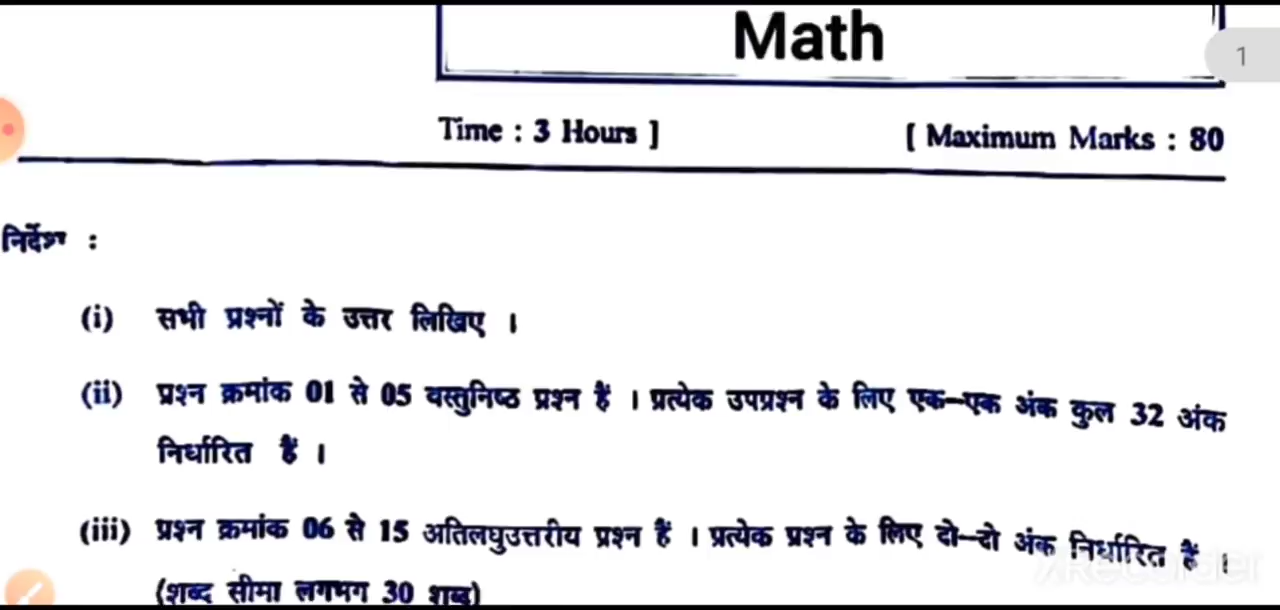 Math
1
Time : 3 Hours ]
[ Maximum Marks : 80
निर्देश :
(i) सभी प्रश्नों के उत्तर लिखिए ।
(ii) प्रश्न क्रमांक 01 से 05 वस्तुनिष्ठ प्रश्न हैं । प्रत्येक उपप्रश्न के लिए एक–एक अंक कुल 32 अंक
निर्धारित हैं ।
(iii) प्रश्न क्रमांक 06 से 15 अतिलघुउत्तरीय प्रश्न हैं । प्रत्येक प्रश्न के लिए दो–दो अंक निर्धारित हैं ।
(शब्द सीमा लगभग 30 शब्द)
XRecorder